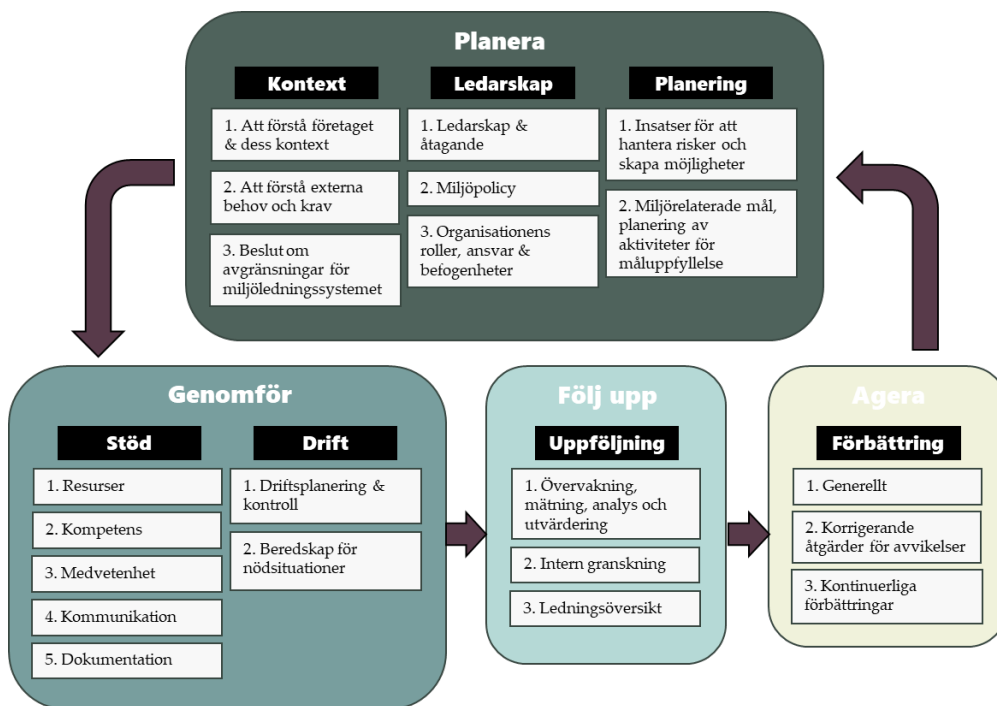 Planera
Kontext
1. Att förstå företaget
& dess kontext
2. Att förstå externa
behov och krav
3. Beslut om
avgränsningar för
miljöledningssystemet
Ledarskap
1. Ledarskap &
åtagande
2. Miljöpolicy
3. Organisationens
roller, ansvar &
befogenheter
Planering
1. Insatser för att
hantera risker och
skapa möjligheter
2. Miljörelaterade mål,
planering av
aktiviteter för
måluppfyllelse
Genomför
Stöd
1. Resurser
2. Kompetens
3. Medvetenhet
4. Kommunikation
5. Dokumentation
Drift
1. Driftsplanering &
kontroll
2. Beredskap för
nödsituationer
Följ upp
Uppföljning
1. Övervakning,
mätning, analys och
utvärdering
2. Intern granskning
3. Ledningsöversikt
Agera
Förbättring
1. Generellt
2. Korrigerande
åtgärder för avvikelser
3. Kontinuerliga
förbättringar